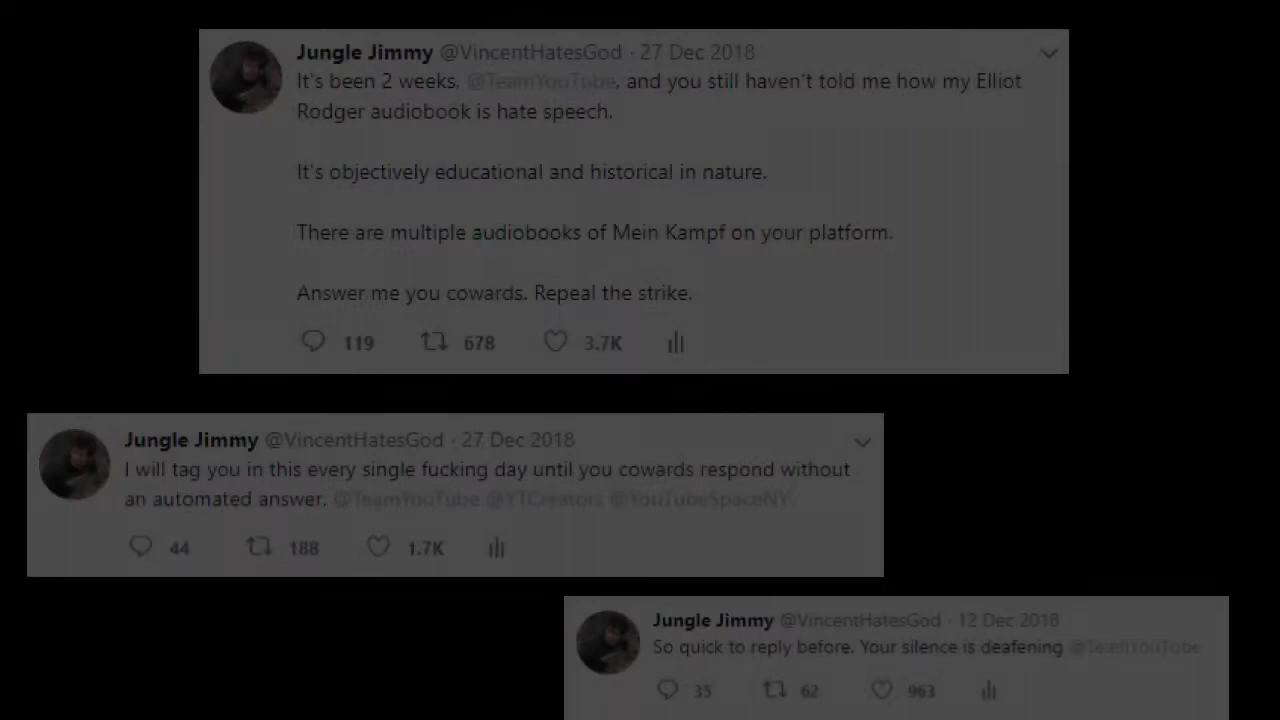 Jungle Jimmy @VincentHatesGod · 27 Dec 2018
It's been 2 weeks, @TeamYouTube, and you still haven't told me how my Elliot
Rodger audiobook is hate speech.
It's objectively educational and historical in nature.
There are multiple audiobooks of Mein Kampf on your platform.
Answer me you cowards. Repeal the strike.
119 678 3.7K
Jungle Jimmy @VincentHatesGod · 27 Dec 2018
I will tag you in this every single fucking day until you cowards respond without
an automated answer. @TeamYouTube @YTCreators @YouTubeSpaceNY
44 188 1.7K
Jungle Jimmy @VincentHatesGod · 12 Dec 2018
So quick to reply before. Your silence is deafening @TeamYouTube
35 62 963